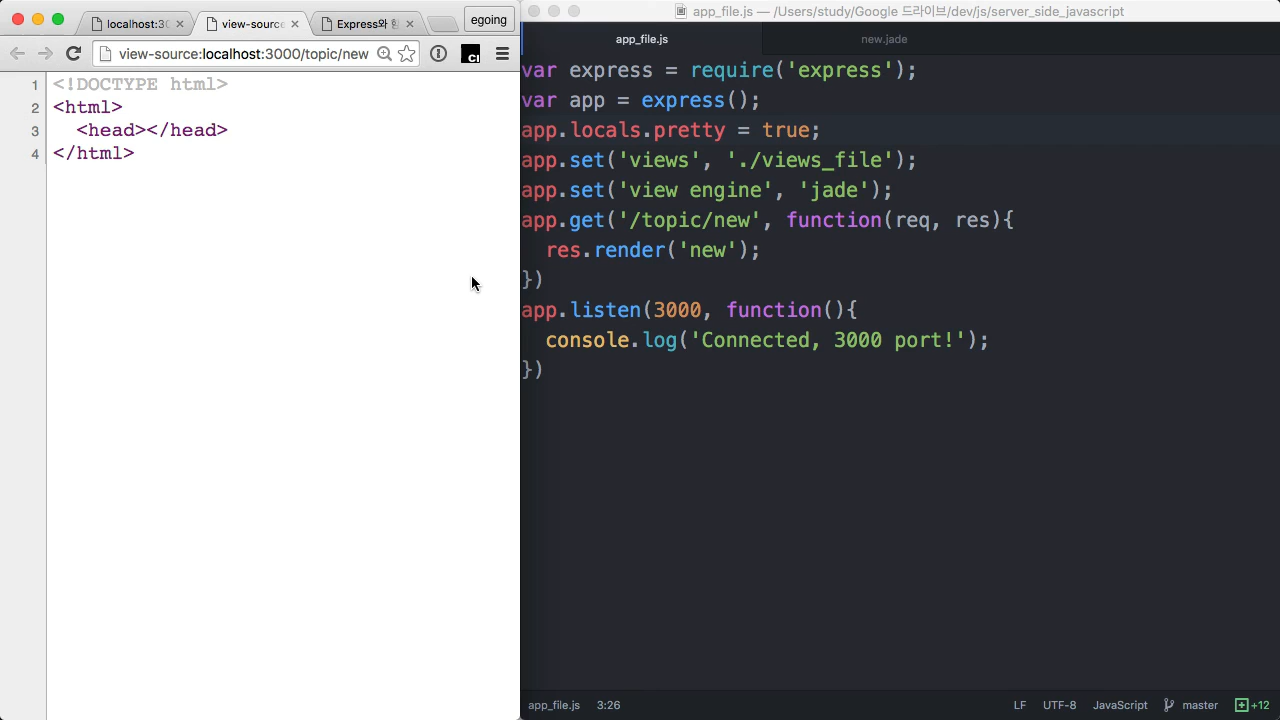 localhost:30
view-source
Express와 한
egoing
view-source:localhost:3000/topic/new
1 <!DOCTYPE html>
2 <html>
3 <head></head>
4 </html>
app_file.js — /Users/study/Google 드라이브/dev/js/server_side_javascript
app_file.js
new.jade
var express = require('express');
var app = express();
app.locals.pretty = true;
app.set('views', './views_file');
app.set('view engine', 'jade');
app.get('/topic/new', function(req, res){
res.render('new');
})
app.listen(3000, function(){
console.log('Connected, 3000 port!');
})
app_file.js 3:26 LF UTF-8 JavaScript master +12